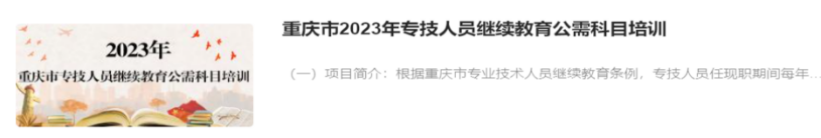 2023年
重庆市专技人员继续教育公需科目培训
重庆市2023年专技人员继续教育公需科目培训
（一）项目简介：根据重庆市专业技术人员继续教育条例，专技人员任现职期间每年...